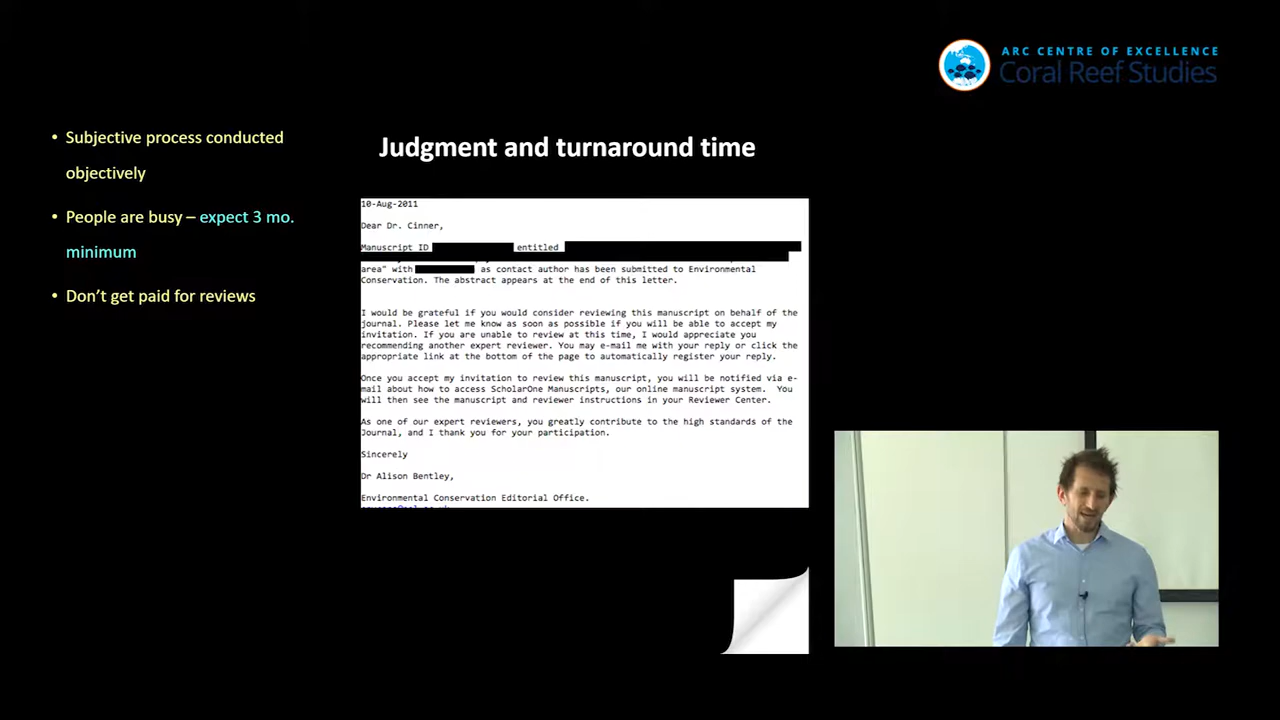 ARC CENTRE OF EXCELLENCE
Coral Reef Studies
• Subjective process conducted
objectively
• People are busy – expect 3 mo.
minimum
• Don't get paid for reviews
Judgment and turnaround time
10-Aug-2011
Dear Dr. Cinner,
Manuscript ID entitled
area" with as contact author has been submitted to Environmental
Conservation. The abstract appears at the end of this letter.
I would be grateful if you would consider reviewing this manuscript on behalf of the
journal. Please let me know as soon as possible if you will be able to accept my
invitation. If you are unable to review at this time, I would appreciate you
recommending another expert reviewer. You may e-mail me with your reply or click the
appropriate link at the bottom of the page to automatically register your reply.
Once you accept my invitation to review this manuscript, you will be notified via e-
mail about how to access ScholarOne Manuscripts, our online manuscript system. You
will then see the manuscript and reviewer instructions in your Reviewer Center.
As one of our expert reviewers, you greatly contribute to the high standards of the
Journal, and I thank you for your participation.
Sincerely
Dr Alison Bentley,
Environmental Conservation Editorial Office.